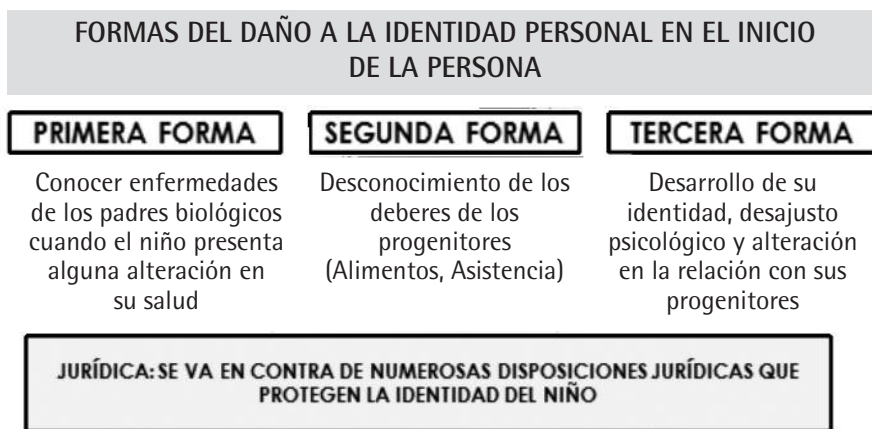 FORMAS DEL DAÑO A LA IDENTIDAD PERSONAL EN EL INICIO
DE LA PERSONA
PRIMERA FORMA
Conocer enfermedades
de los padres biológicos
cuando el niño presenta
alguna alteración en
su salud
SEGUNDA FORMA
Desconocimiento de los
deberes de los
progenitores
(Alimentos, Asistencia)
TERCERA FORMA
Desarrollo de su
identidad, desajusto
psicológico y alteración
en la relación con sus
progenitores
JURÍDICA: SE VA EN CONTRA DE NUMEROSAS DISPOSICIONES JURÍDICAS QUE
PROTEGEN LA IDENTIDAD DEL NIÑO